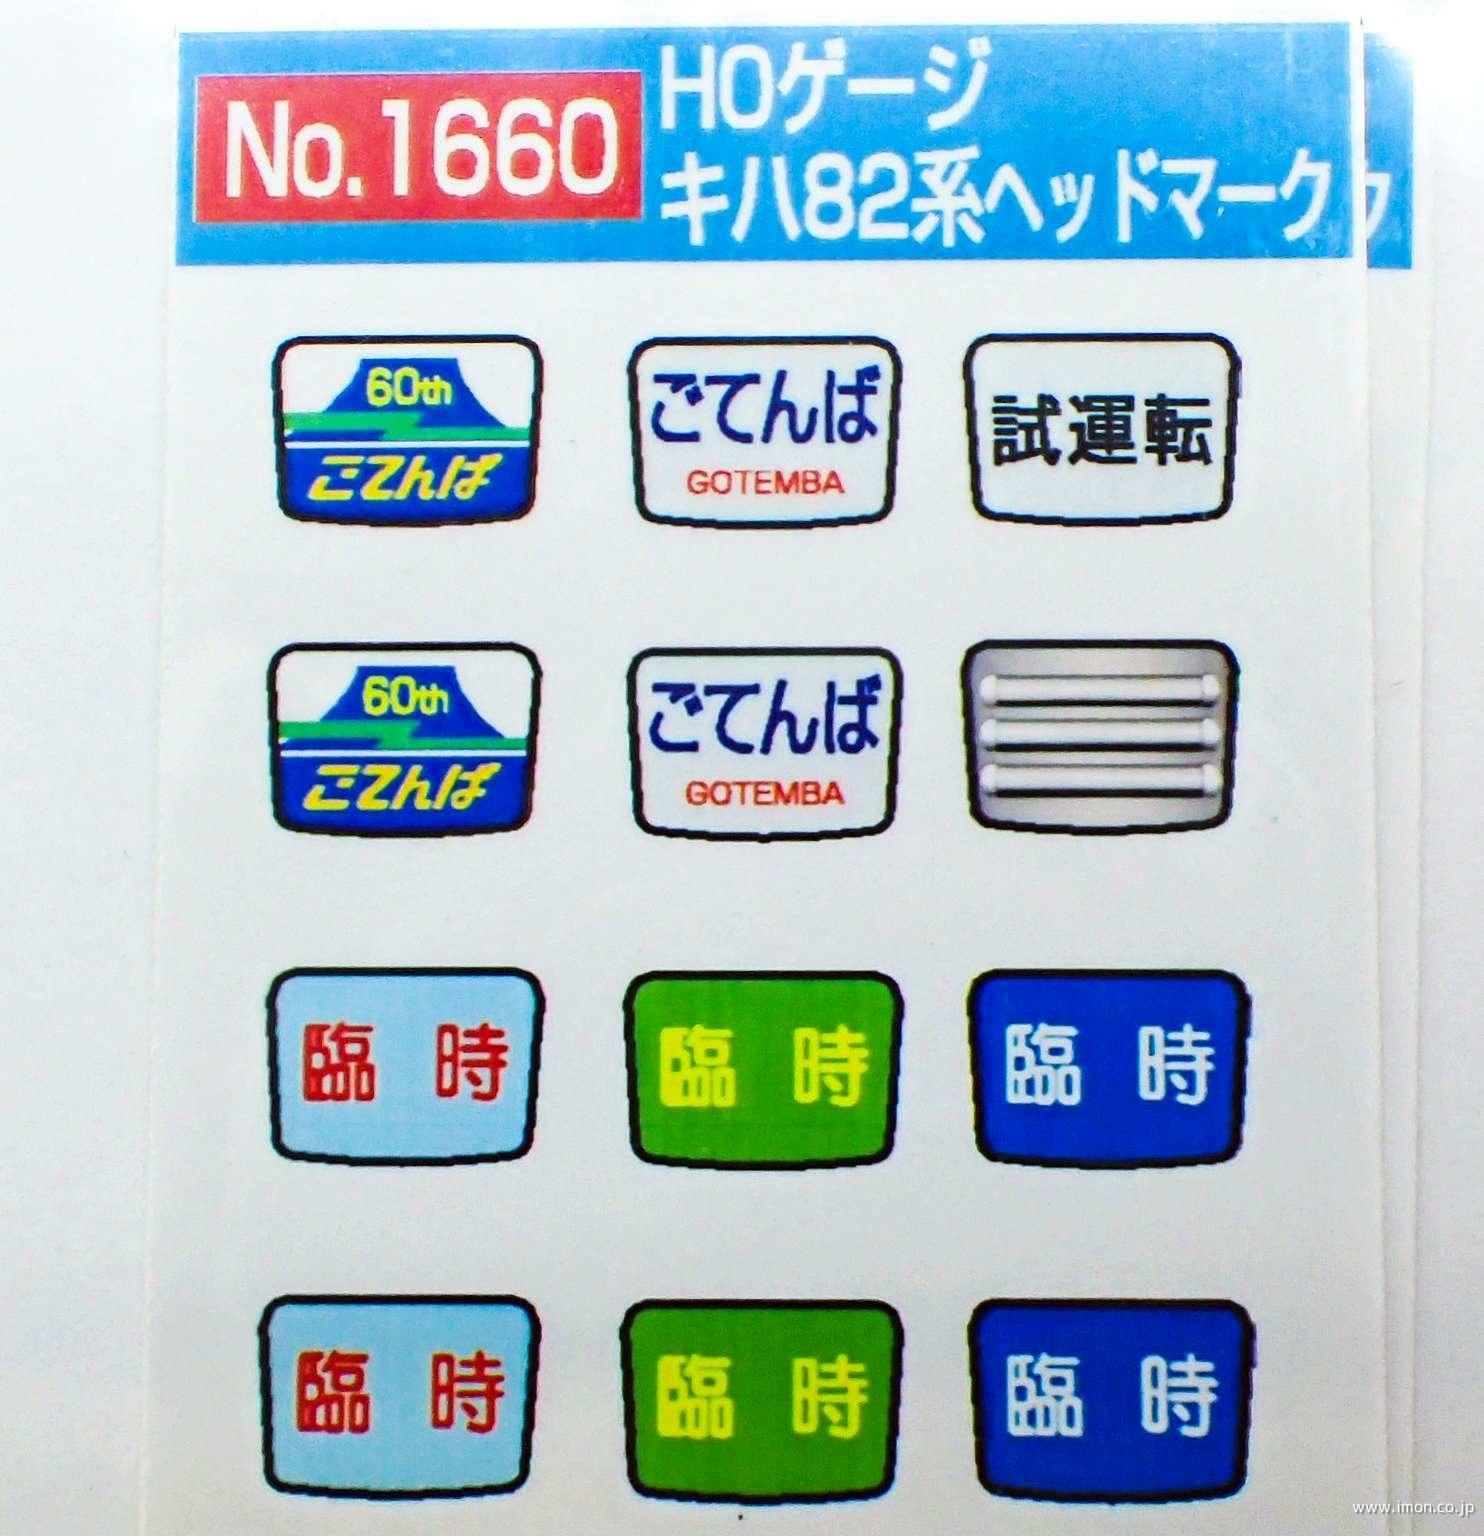 No.1660
HOゲージ
キハ82系ヘッドマーク
ク
60th
ごてんば
ごてんば
GOTEMBA
試運転
60th
ごてんば
ごてんば
GOTEMBA
臨時
臨時
臨時
臨時
臨時
臨時
www.imon.co.jp